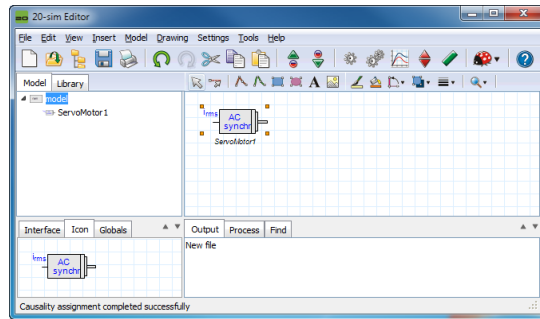 20-sim Editor
File Edit View Insert Model Drawing Settings Tools Help
Model Library
model
ServoMotor1
A
Irms
AC
synchr
ServoMotor1
Interface Icon Globals
Output Process Find
Irms
AC
synchr
New file
Causality assignment completed successfully